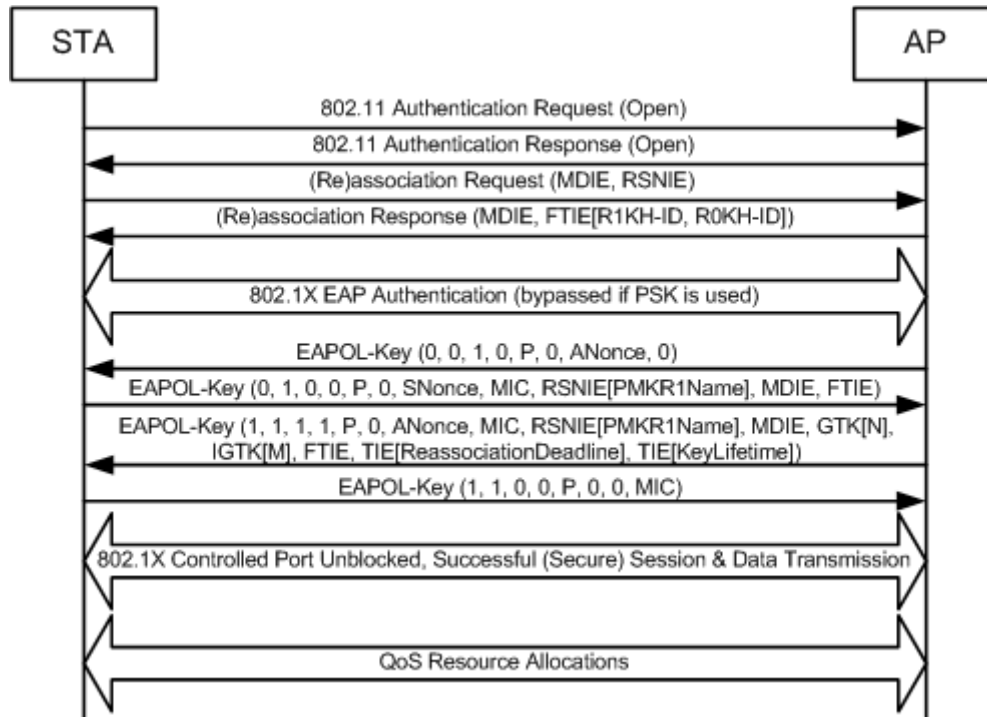 STA
AP
802.11 Authentication Request (Open)
802.11 Authentication Response (Open)
(Re)association Request (MDIE, RSNIE)
(Re)association Response (MDIE, FTIE[R1KH-ID, R0KH-ID])
802.1X EAP Authentication (bypassed if PSK is used)
EAPOL-Key (0, 0, 1, 0, P, 0, ANonce, 0)
EAPOL-Key (0, 1, 0, 0, P, 0, SNonce, MIC, RSNIE[PMKR1Name], MDIE, FTIE)
EAPOL-Key (1, 1, 1, 1, P, 0, ANonce, MIC, RSNIE[PMKR1Name], MDIE, GTK[N],
IGTK[M], FTIE, TIE[ReassociationDeadline], TIE[KeyLifetime])
EAPOL-Key (1, 1, 0, 0, P, 0, 0, MIC)
802.1X Controlled Port Unblocked, Successful (Secure) Session & Data Transmission
QoS Resource Allocations